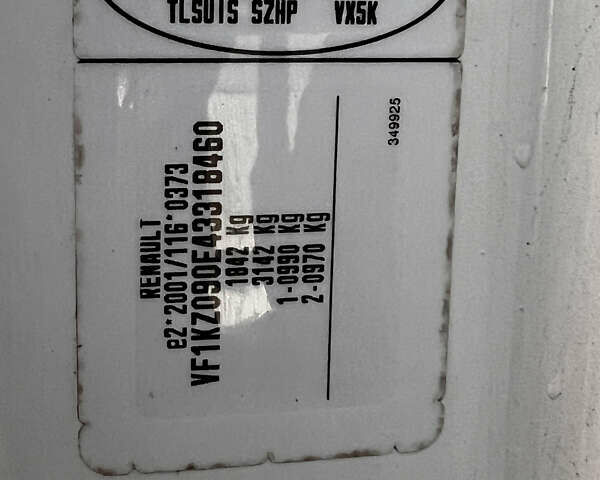 TLSUIS SZHP VX5K
RENAULT
e2*2001/116*0373
VF1KZ090E43318460
1842 Kg
3142 Kg
1-0990 Kg
2-0970 Kg
349925